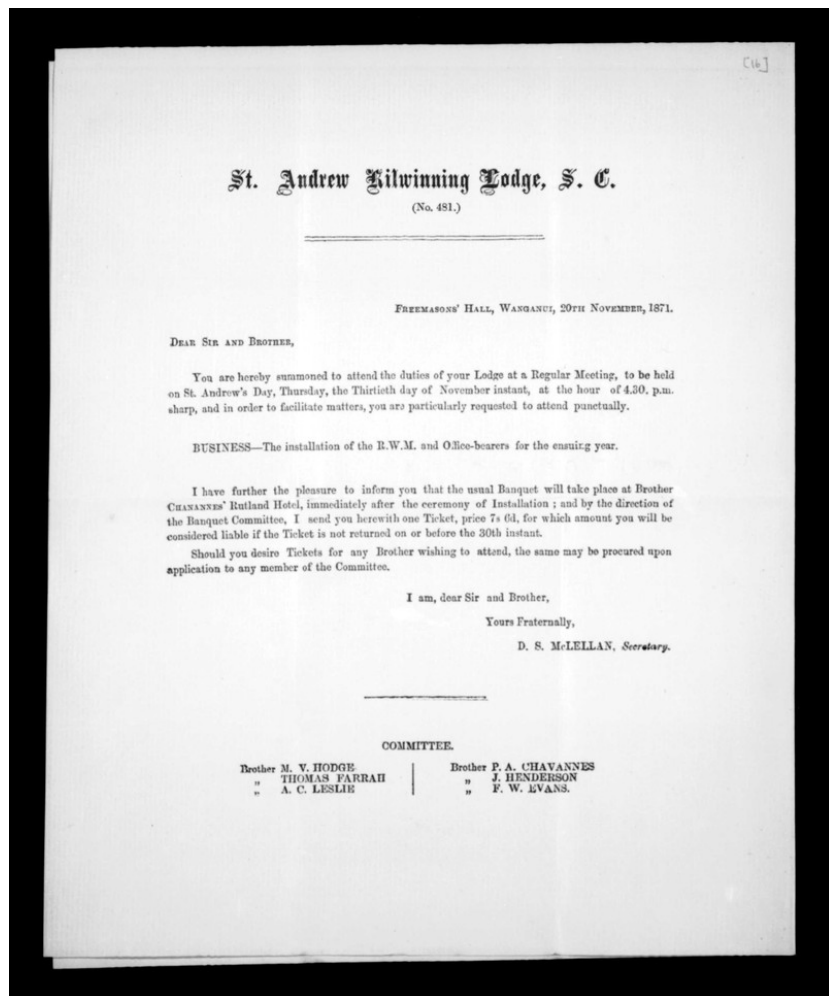 [16]
St. Andrew Kilwinning Lodge, S. C.
(No. 481.)
Freemasons' Hall, Wanganui, 20th November, 1871.
Dear Sir and Brother,
You are hereby summoned to attend the duties of your Lodge at a Regular Meeting, to be held
on St. Andrew's Day, Thursday, the Thirtieth day of November instant, at the hour of 4.30. p.m.
sharp, and in order to facilitate matters, you are particularly requested to attend punctually.
BUSINESS—The installation of the R.W.M. and Office-bearers for the ensuing year.
I have further the pleasure to inform you that the usual Banquet will take place at Brother
Chavannes' Rutland Hotel, immediately after the ceremony of Installation ; and by the direction of
the Banquet Committee, I send you herewith one Ticket, price 7s 6d, for which amount you will be
considered liable if the Ticket is not returned on or before the 30th instant.
Should you desire Tickets for any Brother wishing to attend, the same may be procured upon
application to any member of the Committee.
I am, dear Sir and Brother,
Yours Fraternally,
D. S. McLELLAN, Secretary.
COMMITTEE.
Brother M. V. HODGE
„ THOMAS FARRAH
„ A. C. LESLIE
Brother P. A. CHAVANNES
„ J. HENDERSON
„ F. W. EVANS.